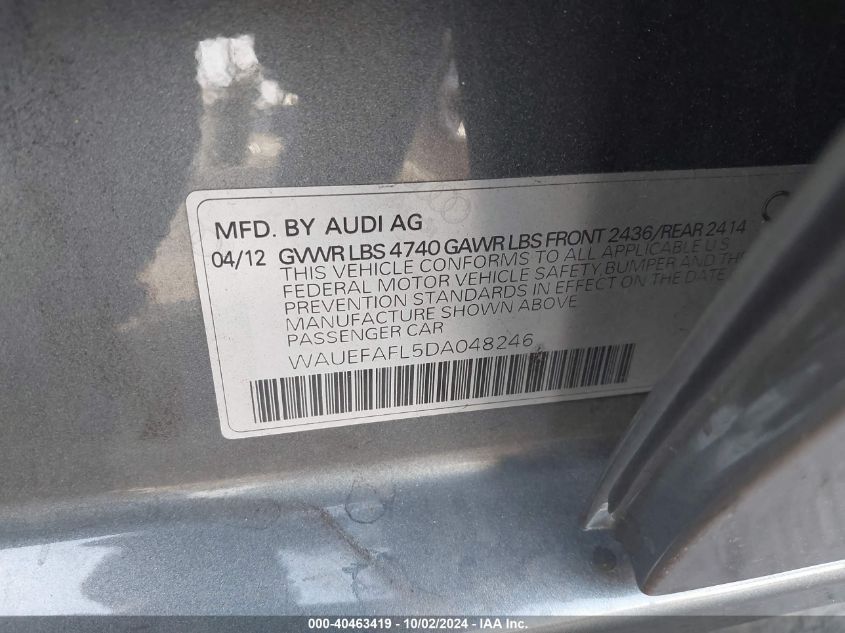 MFD. BY AUDI AG
04/12 GVWR LBS 4740 GAWR LBS FRONT 2436/REAR 2414
THIS VEHICLE CONFORMS TO ALL APPLICABLE U.S.
FEDERAL MOTOR VEHICLE SAFETY, BUMPER AND
PREVENTION STANDARDS IN EFFECT ON THE DATE
MANUFACTURE SHOWN ABOVE
PASSENGER CAR
WAUEFAFL5DA048246
000-40463419 - 10/02/2024 - IAA Inc.